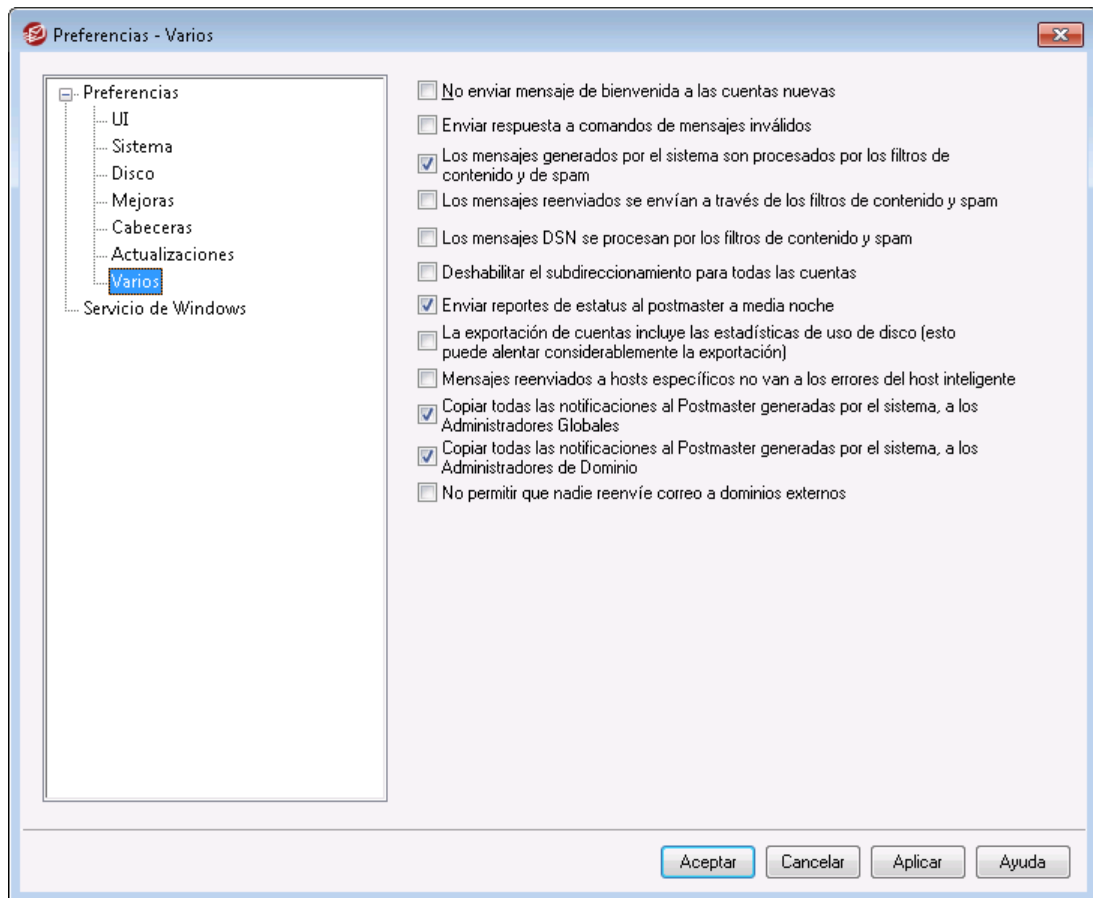 Preferencias - Varios
Preferencias
UI
Sistema
Disco
Mejoras
Cabeceras
Actualizaciones
Varios
Servicio de Windows
No enviar mensaje de bienvenida a las cuentas nuevas
Enviar respuesta a comandos de mensajes inválidos
Los mensajes generados por el sistema son procesados por los filtros de
contenido y de spam
Los mensajes reenviados se envían a través de los filtros de contenido y spam
Los mensajes DSN se procesan por los filtros de contenido y spam
Deshabilitar el subdireccionamiento para todas las cuentas
Enviar reportes de estatus al postmaster a media noche
La exportación de cuentas incluye las estadísticas de uso de disco (esto
puede alentar considerablemente la exportación)
Mensajes reenviados a hosts específicos no van a los errores del host inteligente
Copiar todas las notificaciones al Postmaster generadas por el sistema, a los
Administradores Globales
Copiar todas las notificaciones al Postmaster generadas por el sistema, a los
Administradores de Dominio
No permitir que nadie reenvíe correo a dominios externos
Aceptar
Cancelar
Aplicar
Ayuda